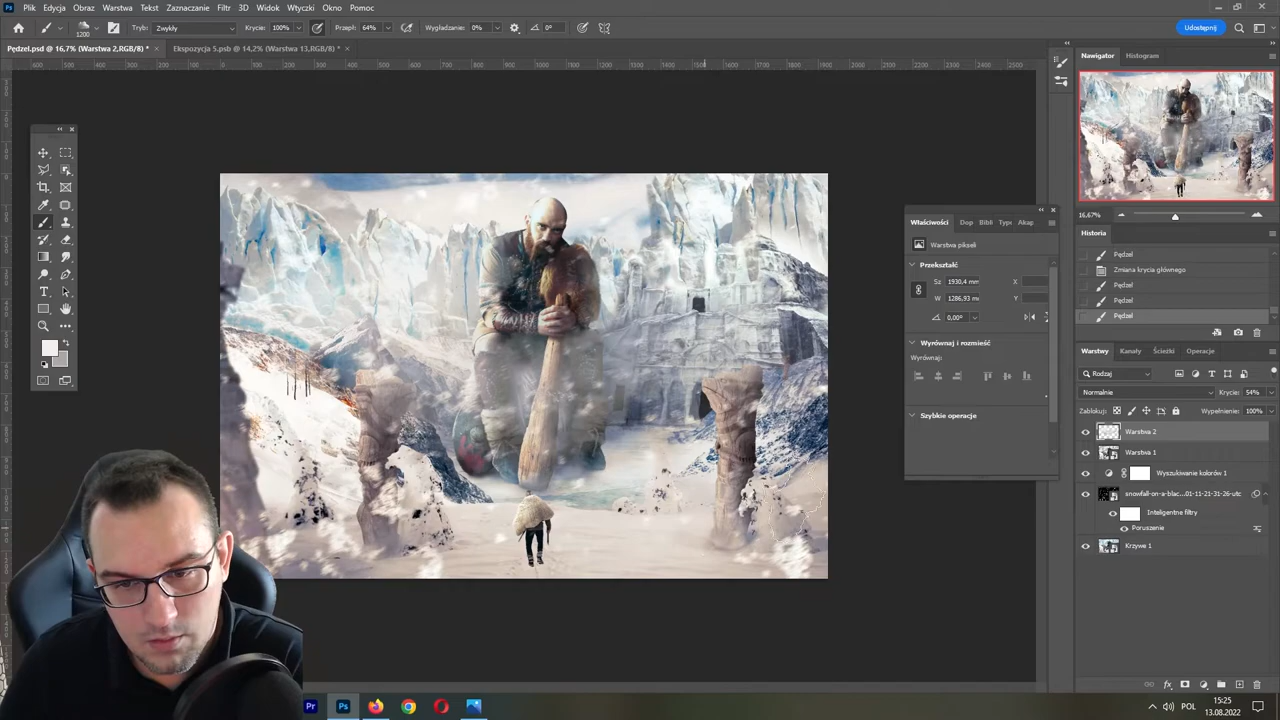 Plik Edycja Obraz Warstwa Tekst Zaznaczanie Filtr 3D Widok Wtyczki Okno Pomoc
1200 Tryb: Zwykły Krycie: 100% Przepł: 64% Wygładzanie: 0% 0° Udostępnij
Pędzel.psd @ 16,7% (Warstwa 2,RGB/8) * Ekspozycja 5.psb @ 14,2% (Warstwa 13,RGB/8) *
Nawigator Histogram
16.67%
Historia
Pędzel
Zmiana krycia głównego
Pędzel
Pędzel
Pędzel
Właściwości Dop Bibli Typo Akap
Warstwa pikseli
Przekształć
Sz 1930,4 mm X
W 1286,93 m Y
0,00°
Wyrównaj i rozmieść
Wyrównaj:
Szybkie operacje
Warstwy Kanały Ścieżki Operacje
Rodzaj
Normalnie Krycie: 54%
Zablokuj: Wypełnienie: 100%
Warstwa 2
Warstwa 1
Wyszukiwanie kolorów 1
snowfall-on-a-blac...01-11-21-31-26-utc
Inteligentne filtry
Poruszenie
Krzywe 1
POL
15:25
13.08.2022